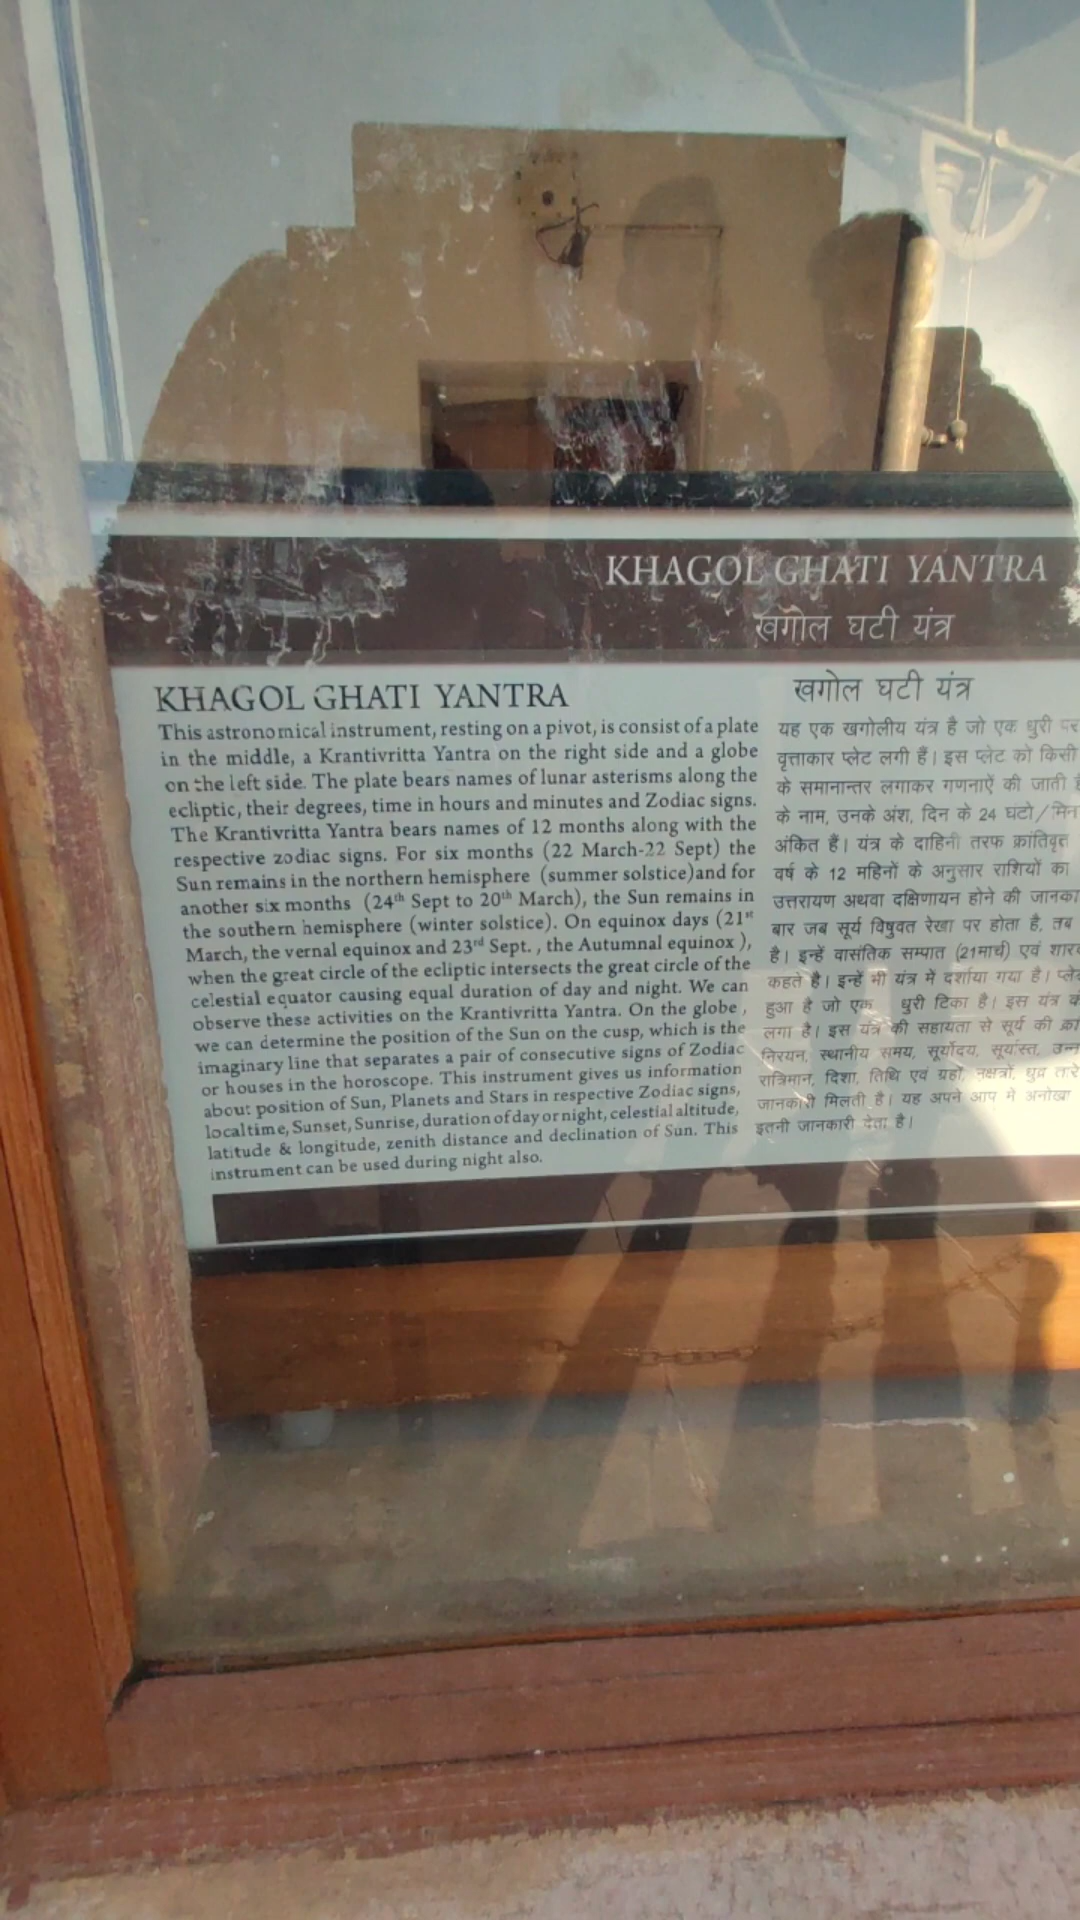 KHAGOL GHATI YANTRA
खगोल घटी यंत्र
KHAGOL GHATI YANTRA
This astronomical instrument, resting on a pivot, is consist of a plate
in the middle, a Krantivritta Yantra on the right side and a globe
on the left side. The plate bears names of lunar asterisms along the
ecliptic, their degrees, time in hours and minutes and Zodiac signs.
The Krantivritta Yantra bears names of 12 months along with the
respective zodiac signs. For six months (22 March-22 Sept) the
Sun remains in the northern hemisphere (summer solstice)and for
another six months (24th Sept to 20th March), the Sun remains in
the southern hemisphere (winter solstice). On equinox days (21st
March, the vernal equinox and 23rd Sept. , the Autumnal equinox ),
when the great circle of the ecliptic intersects the great circle of the
celestial equator causing equal duration of day and night. We can
observe these activities on the Krantivritta Yantra. On the globe ,
we can determine the position of the Sun on the cusp, which is the
imaginary line that separates a pair of consecutive signs of Zodiac
or houses in the horoscope. This instrument gives us information
about position of Sun, Planets and Stars in respective Zodiac signs,
local time, Sunset, Sunrise, duration of day or night, celestial altitude,
latitude & longitude, zenith distance and declination of Sun. This
instrument can be used during night also.
खगोल घटी यंत्र
यह एक खगोलीय यंत्र है जो एक धुरी पर
वृत्ताकार प्लेट लगी हैं। इस प्लेट को किसी
के समानान्तर लगाकर गणनाऐं की जाती
के नाम, उनके अंश, दिन के 24 घंटो/
अंकित हैं। यंत्र के दाहिनी तरफ क्रांतिवृत
वर्ष के 12 महिनों के अनुसार राशियों का
उत्तरायण अथवा दक्षिणायन होने की
बार जब सूर्य विषुवत रेखा पर होता है, तब
है। इन्हें वासंतिक सम्पात (21मार्च) एवं
कहते है। इन्हें भी यंत्र में दर्शाया गया है।
हुआ है जो एक धुरी टिका है। इस यंत्र
लगा है। इस यंत्र की सहायता से सूर्य की
निरयन, स्थानीय समय, सूर्योदय, सूर्यास्त,
रात्रिमान, दिशा, तिथि एवं ग्रहों, नक्षत्रों, ध्रुव
जानकारी मिलती है। यह अपने आप में अनोखा
इतनी जानकारी देता है।